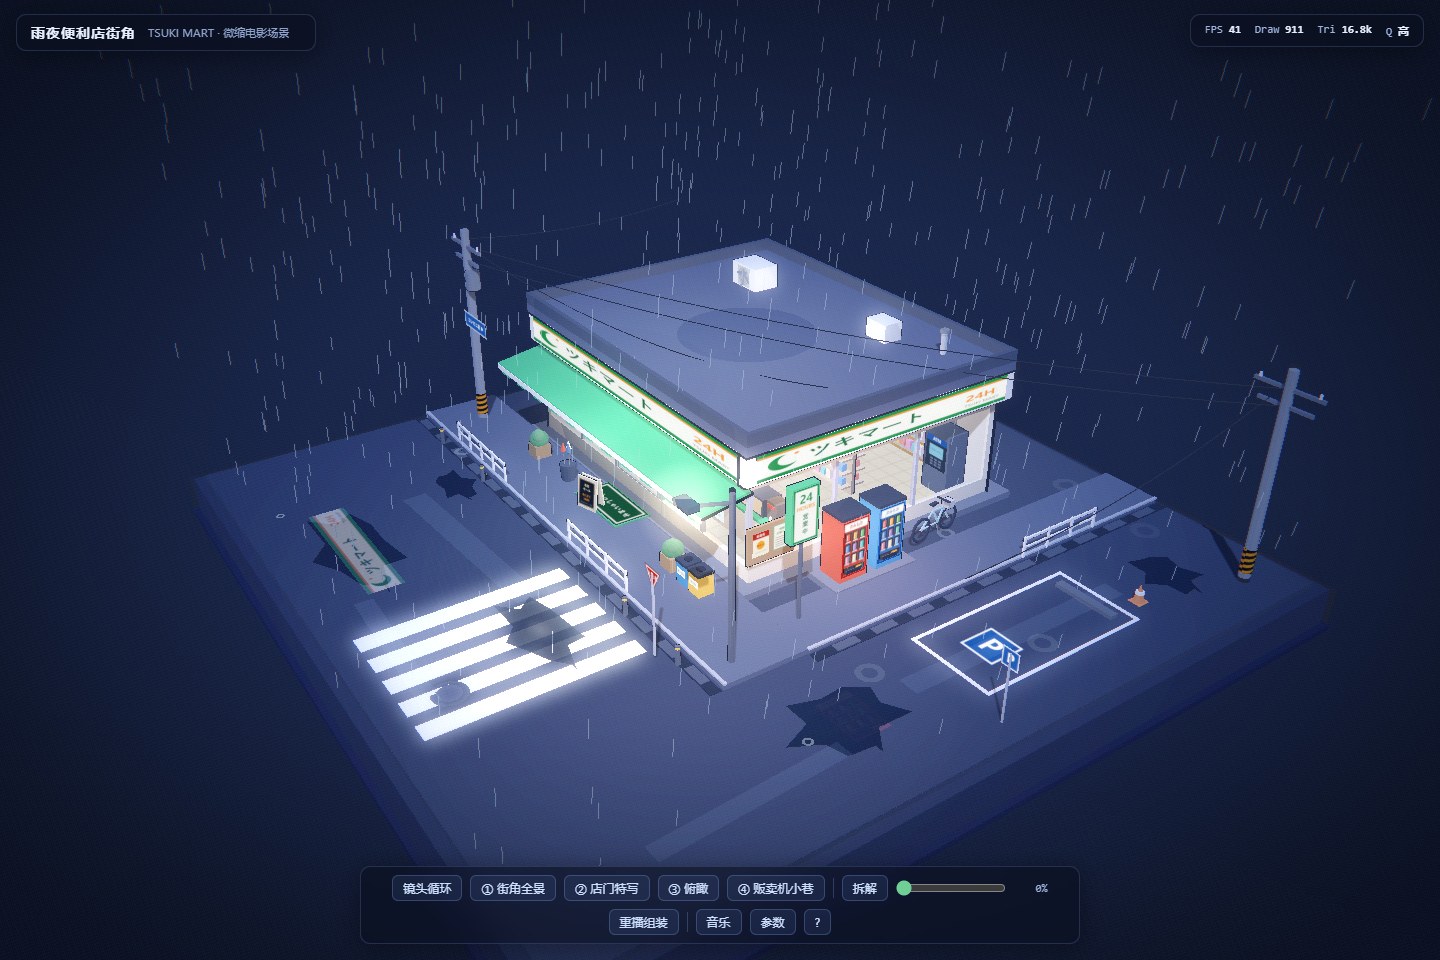 雨夜便利店街角 TSUKI MART · 微缩电影场景
FPS 41 Draw 911 Tri 16.8k Q 高
ツキマート
24H
ツキマート
24H
24
P
P
镜头循环 ① 街角全景 ② 店门特写 ③ 俯瞰 ④ 贩卖机小巷 拆解 0%
重播组装 音乐 参数 ?